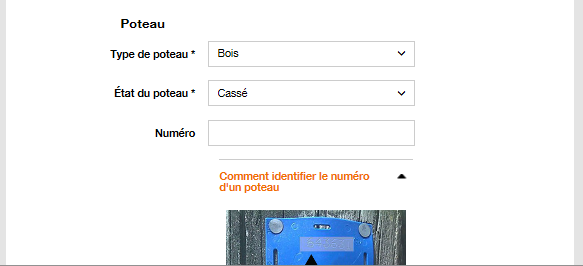 Poteau
Type de poteau * Bois
État du poteau * Cassé
Numéro
Comment identifier le numéro
d'un poteau